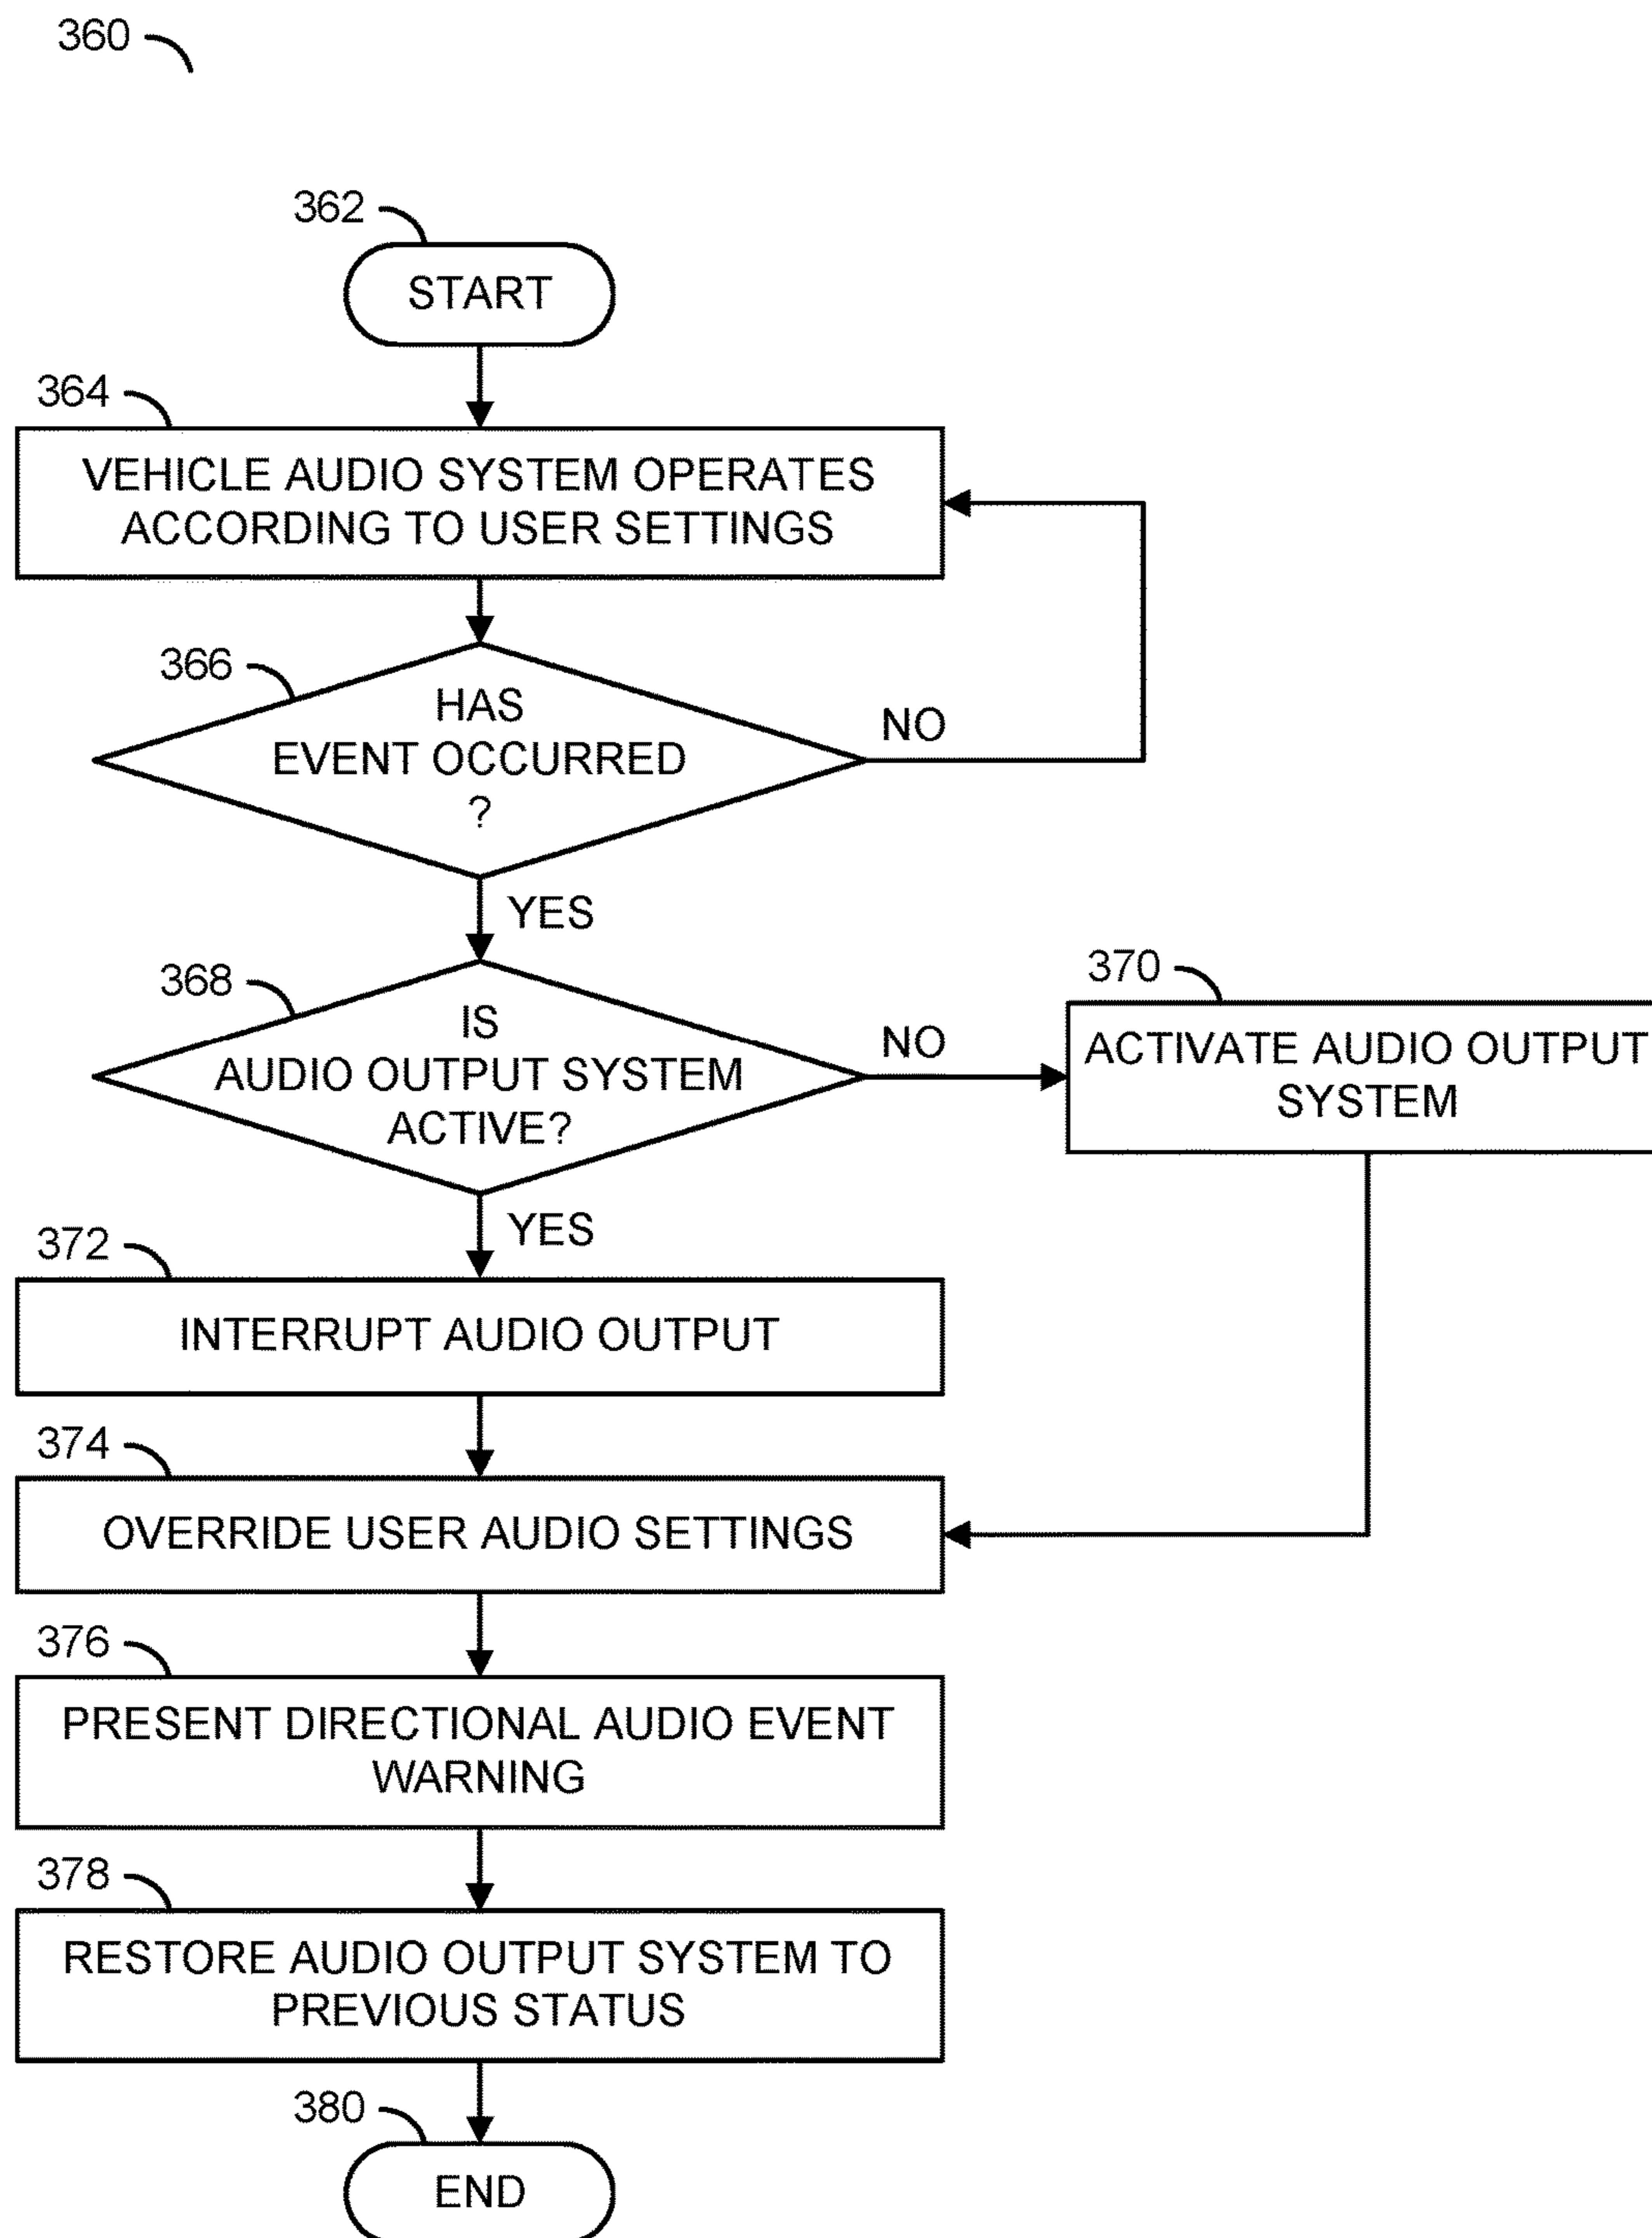 360
362
START
364
VEHICLE AUDIO SYSTEM OPERATES
ACCORDING TO USER SETTINGS
366
HAS
EVENT OCCURRED
?
NO
YES
368
IS
AUDIO OUTPUT SYSTEM
ACTIVE?
NO
370
ACTIVATE AUDIO OUTPUT
SYSTEM
YES
372
INTERRUPT AUDIO OUTPUT
374
OVERRIDE USER AUDIO SETTINGS
376
PRESENT DIRECTIONAL AUDIO EVENT
WARNING
378
RESTORE AUDIO OUTPUT SYSTEM TO
PREVIOUS STATUS
380
END